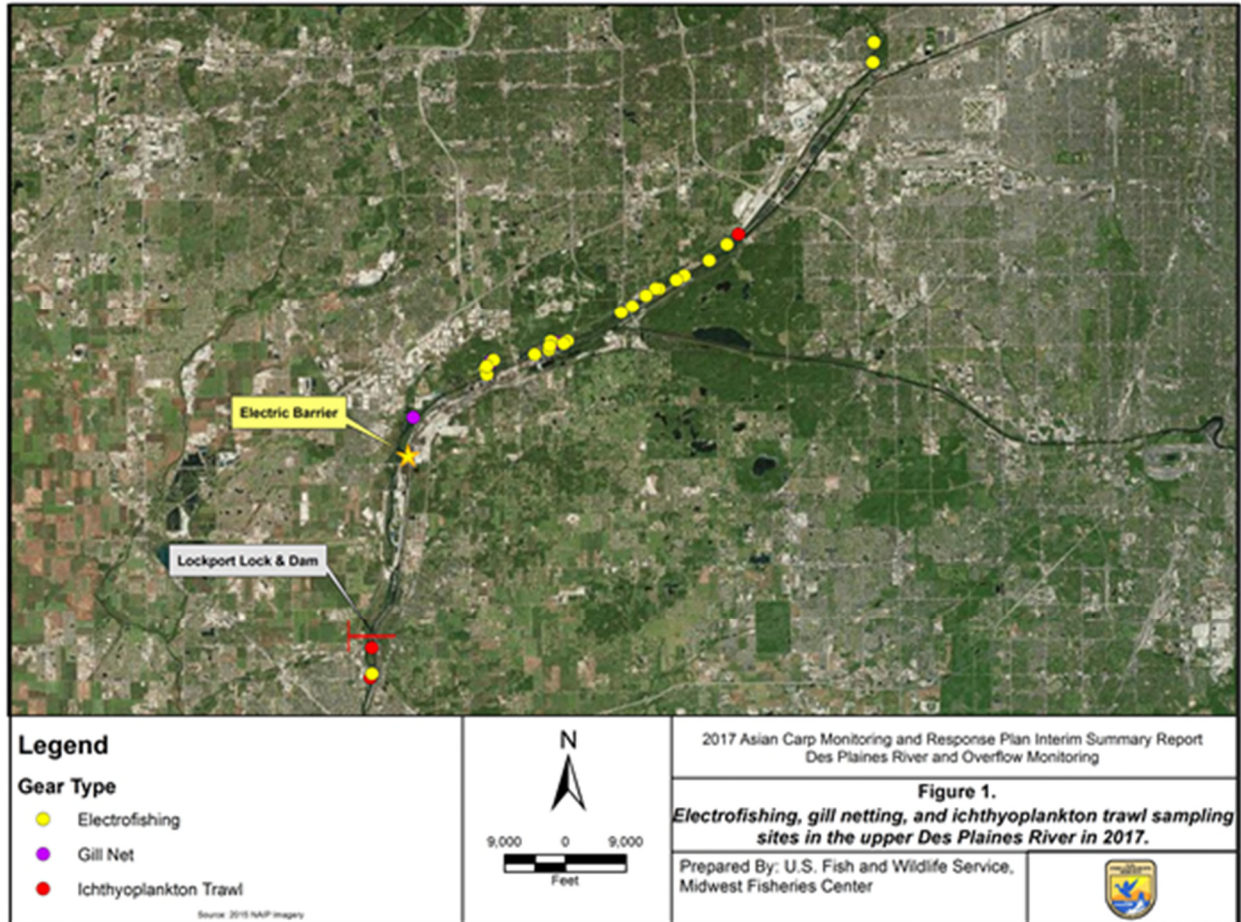 Electric Barrier
Lockport Lock & Dam
Legend
Gear Type
Electrofishing
Gill Net
Ichthyoplankton Trawl
Source: 2015 NAIP Imagery
N
9,000 0 9,000
Feet
2017 Asian Carp Monitoring and Response Plan Interim Summary Report
Des Plaines River and Overflow Monitoring
Figure 1.
Electrofishing, gill netting, and ichthyoplankton trawl sampling
sites in the upper Des Plaines River in 2017.
Prepared By: U.S. Fish and Wildlife Service,
Midwest Fisheries Center